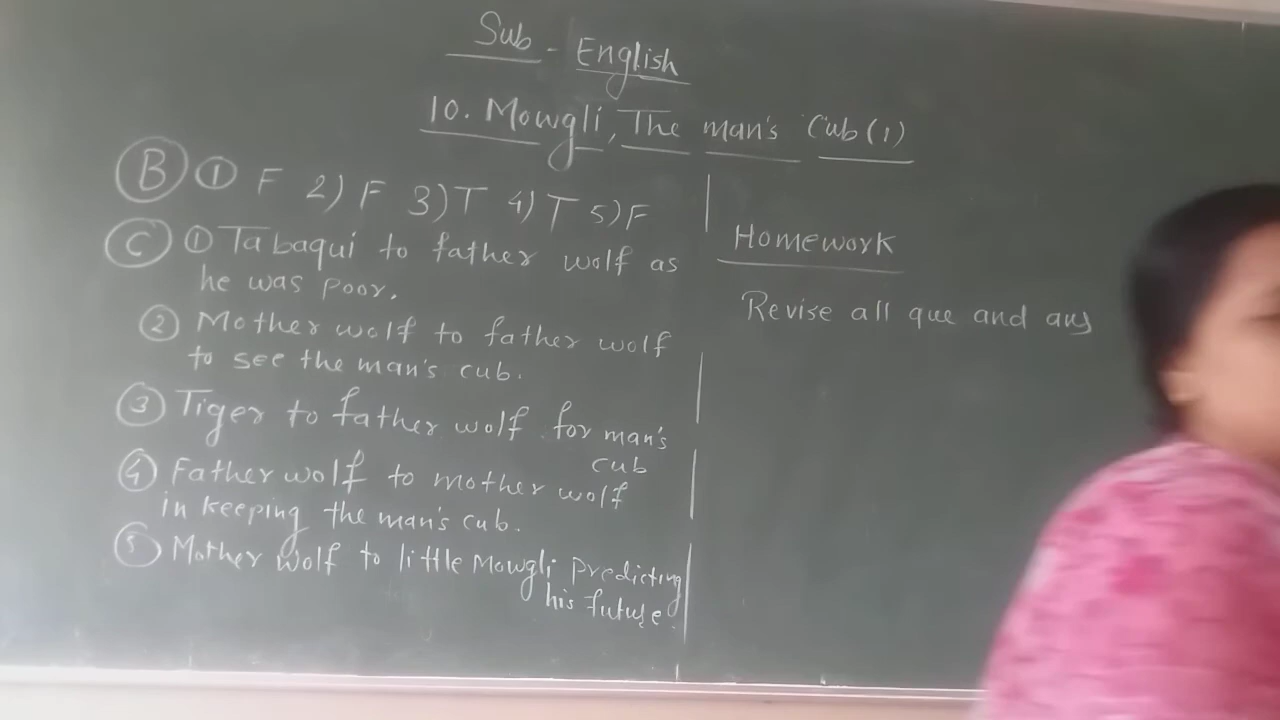 Sub - English
10. Mowgli, The man's Cub (1)
B 1 F 2) F 3) T 4) T 5) F
C 1 Tabaqui to father wolf as
he was poor.
2 Mother wolf to father wolf
to see the man's cub.
3 Tiger to father wolf for man's
cub
4 Father wolf to mother wolf
in keeping the man's cub.
5 Mother wolf to little Mowgli predicting
his future.
Homework
Revise all que and ans